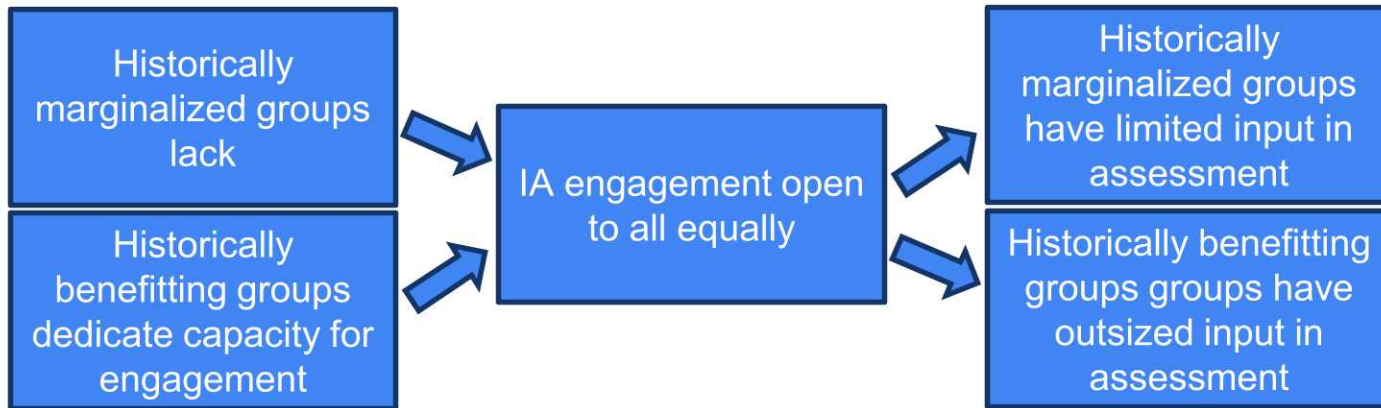 Historically
marginalized groups
lack
Historically
benefitting groups
dedicate capacity for
engagement
IA engagement open
to all equally
Historically
marginalized groups
have limited input in
assessment
Historically benefitting
groups groups have
outsized input in
assessment